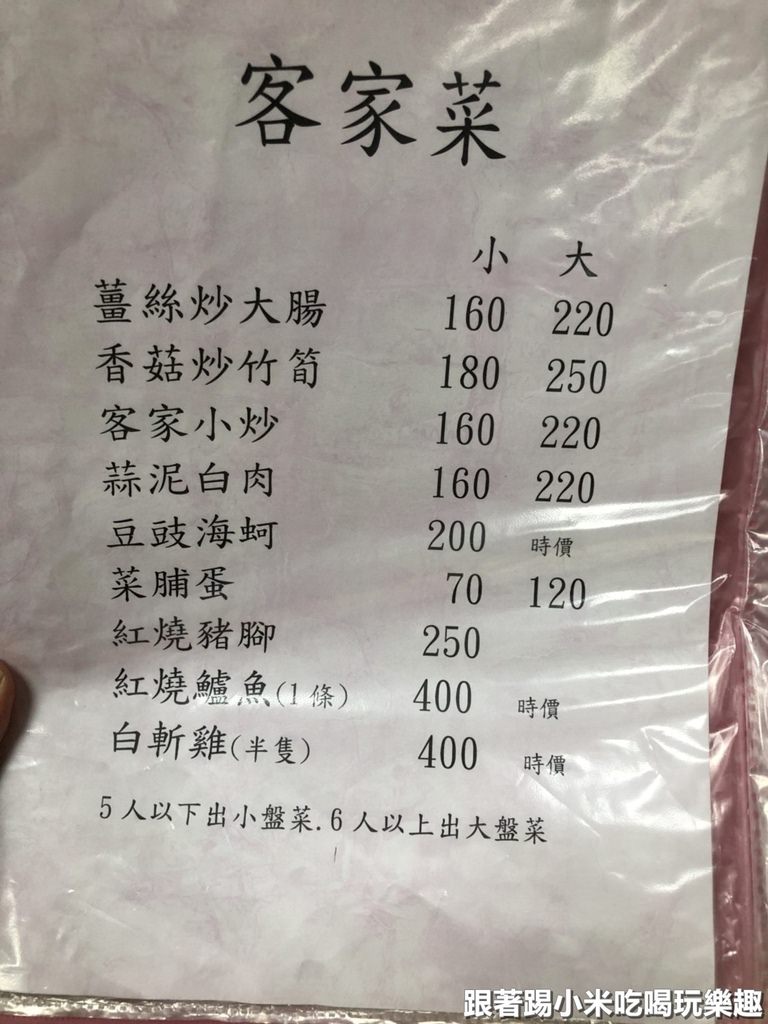 客家菜
小 大
薑絲炒大腸 160 220
香菇炒竹筍 180 250
客家小炒 160 220
蒜泥白肉 160 220
豆豉海蚵 200 時價
菜脯蛋 70 120
紅燒豬腳 250
紅燒鱸魚(1條) 400 時價
白斬雞(半隻) 400 時價
5人以下出小盤菜.6人以上出大盤菜
跟著踢小米吃喝玩樂趣